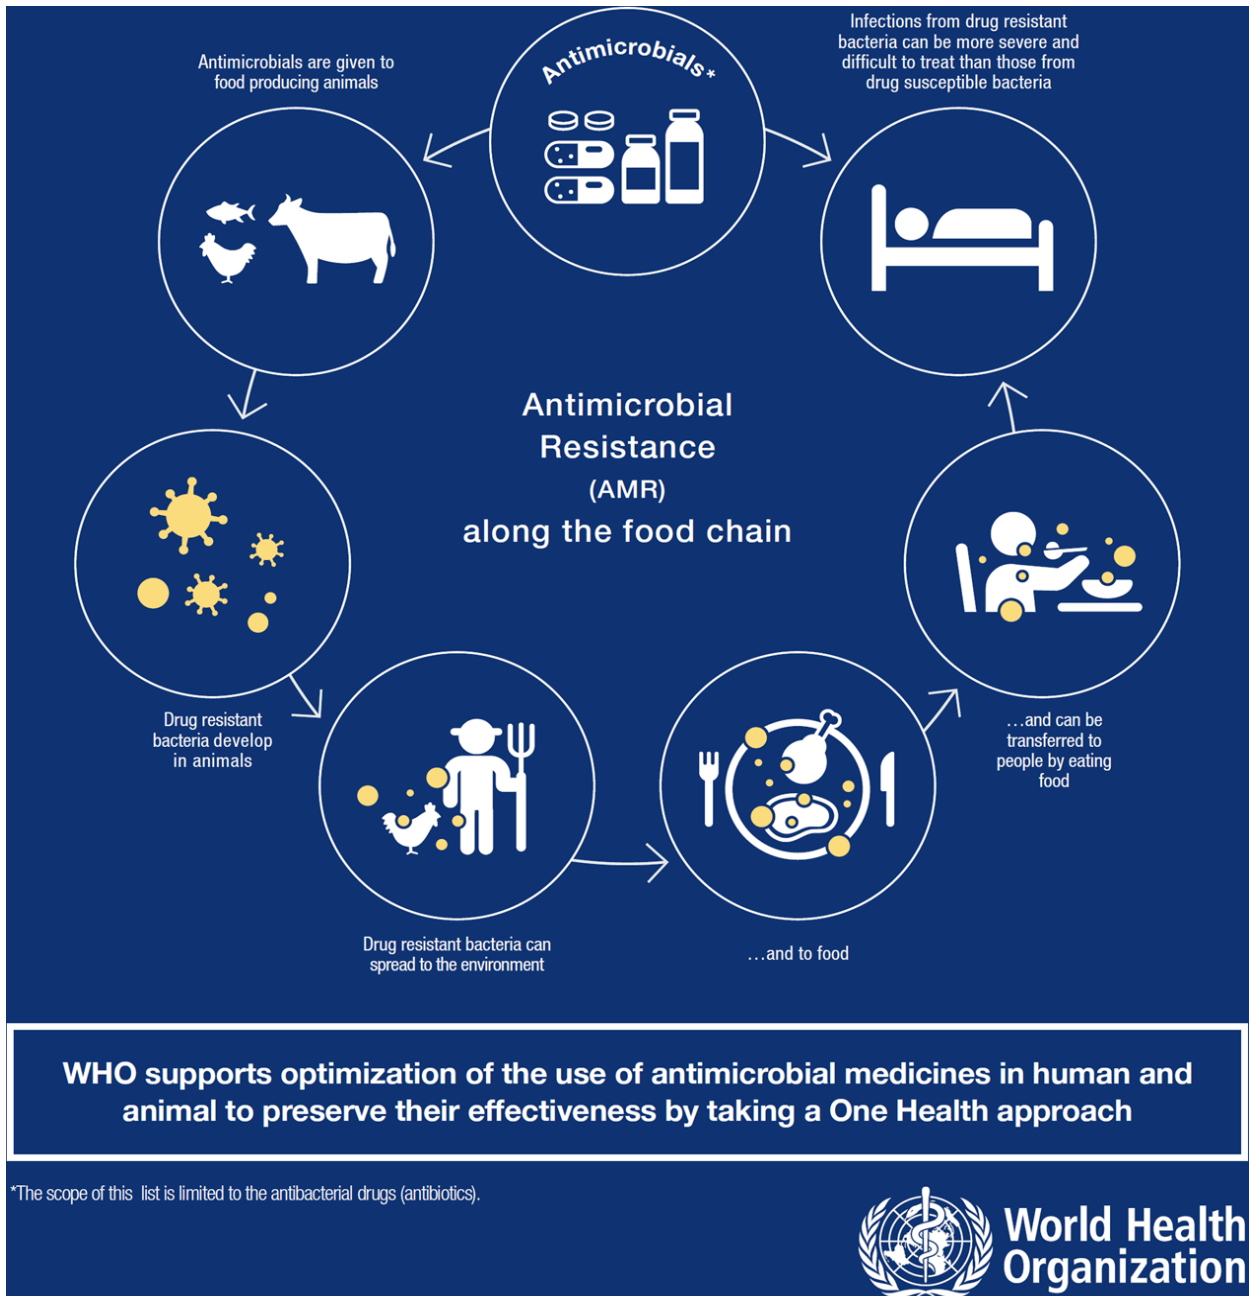 Antimicrobials*
Antimicrobials are given to
food producing animals
Infections from drug resistant
bacteria can be more severe and
difficult to treat than those from
drug susceptible bacteria
Antimicrobial
Resistance
(AMR)
along the food chain
Drug resistant
bacteria develop
in animals
Drug resistant bacteria can
spread to the environment
...and to food
...and can be
transferred to
people by eating
food
WHO supports optimization of the use of antimicrobial medicines in human and
animal to preserve their effectiveness by taking a One Health approach
*The scope of this list is limited to the antibacterial drugs (antibiotics).
World Health
Organization